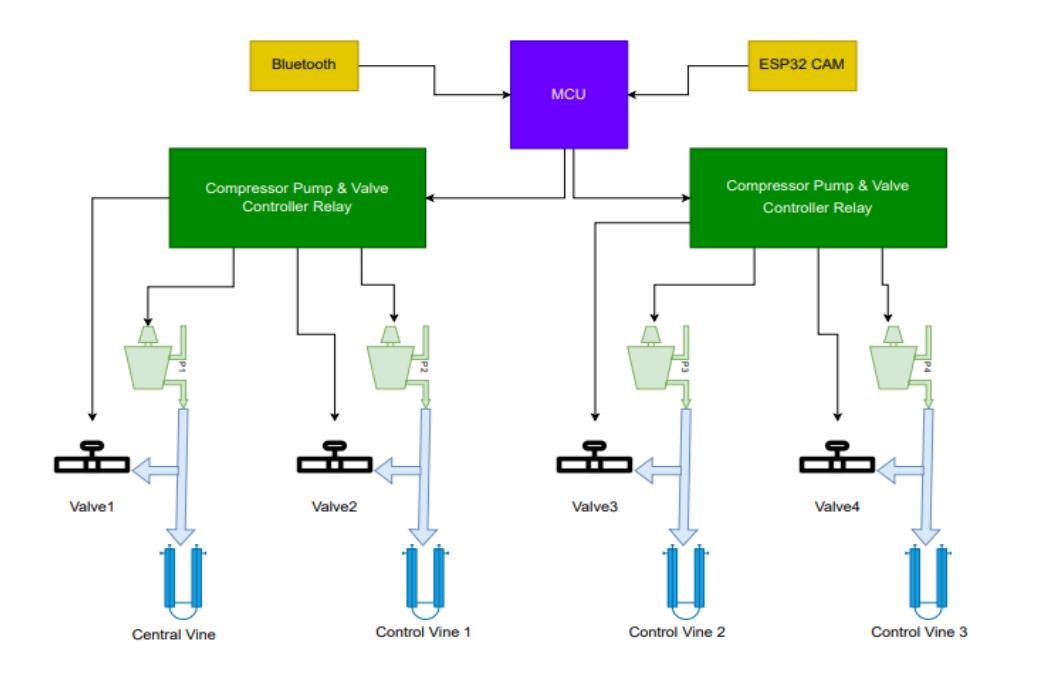 Bluetooth
MCU
ESP32 CAM
Compressor Pump & Valve
Controller Relay
Compressor Pump & Valve
Controller Relay
P1
P2
P3
P4
Valve1
Valve2
Valve3
Valve4
Central Vine
Control Vine 1
Control Vine 2
Control Vine 3